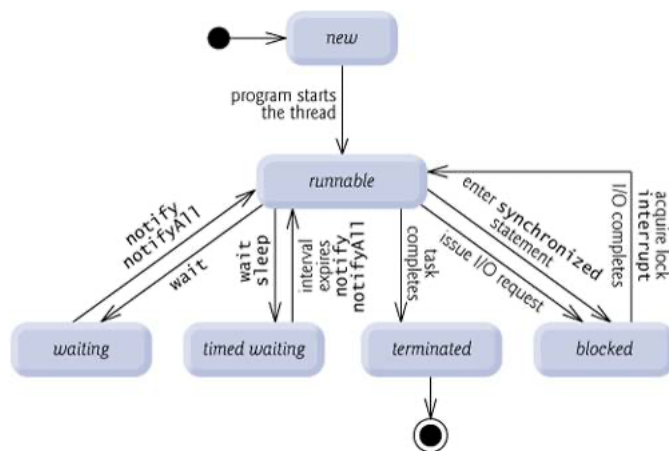 new
program starts
the thread
runnable
notify
notifyAll
wait
wait
sleep
interval
expires
notify
notifyAll
task
completes
enter synchronized
statement
issue I/O request
acquire lock
interrupt
I/O completes
waiting
timed waiting
terminated
blocked